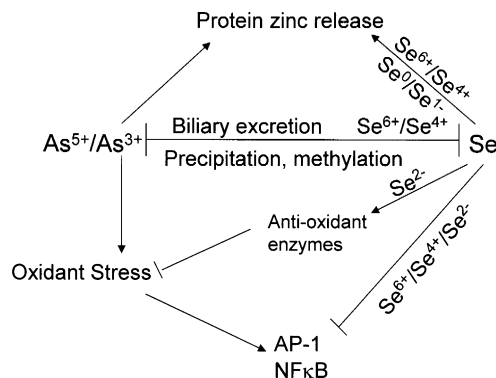 Protein zinc release
Se⁶⁺/Se⁴⁺
Se⁰/Se¹⁻
As⁵⁺/As³⁺
Biliary excretion
Se⁶⁺/Se⁴⁺
Se
Precipitation, methylation
Se²⁻
Anti-oxidant
enzymes
Oxidant Stress
Se⁶⁺/Se⁴⁺/Se²⁻
AP-1
NFκB